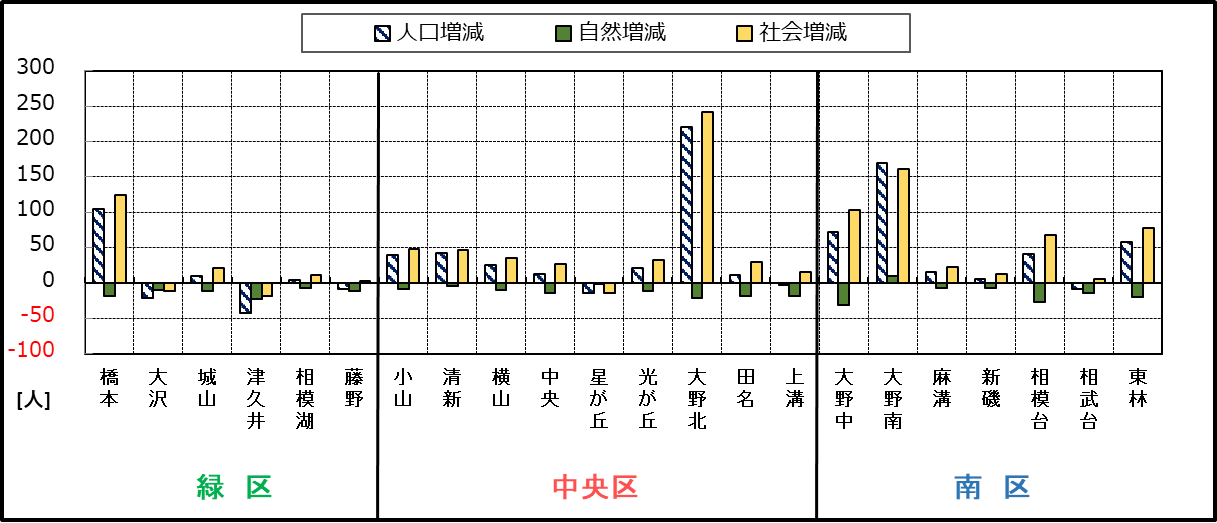 人口増減 自然増減 社会増減
300
250
200
150
100
50
0
-50
-100
[人]
橋本 大沢 城山 津久井 相模湖 藤野 小山 清新 横山 中央 星が丘 光が丘 大野北 田名 上溝 大野中 大野南 麻溝 新磯 相模台 相武台 東林
緑 区 中央区 南 区